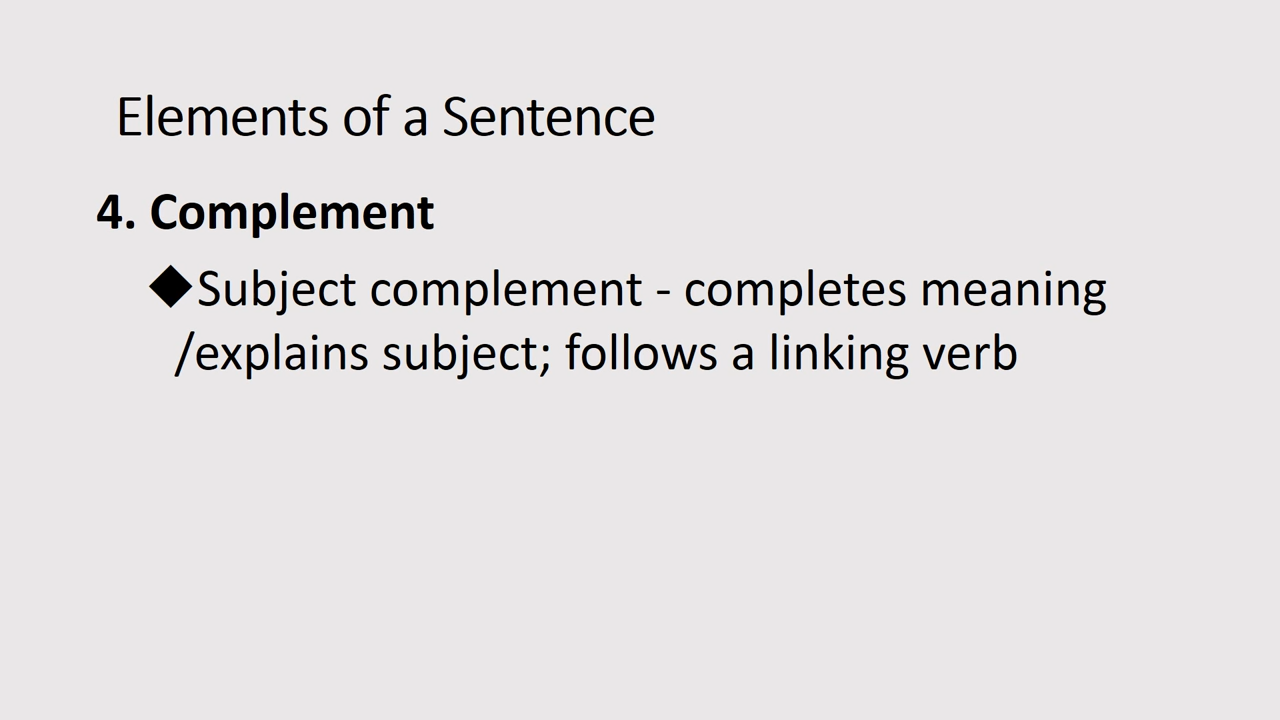 Elements of a Sentence
4. Complement
◆Subject complement - completes meaning
/explains subject; follows a linking verb